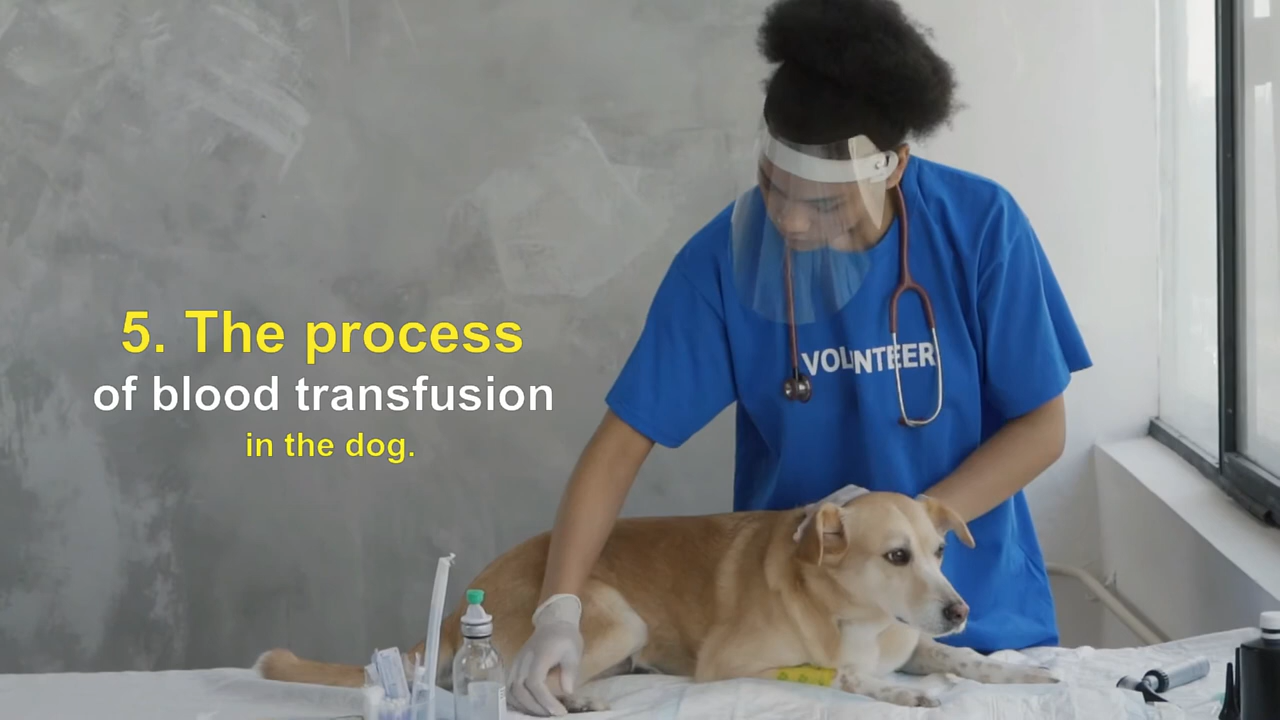 5. The process
of blood transfusion
in the dog.
VOLUNTEER